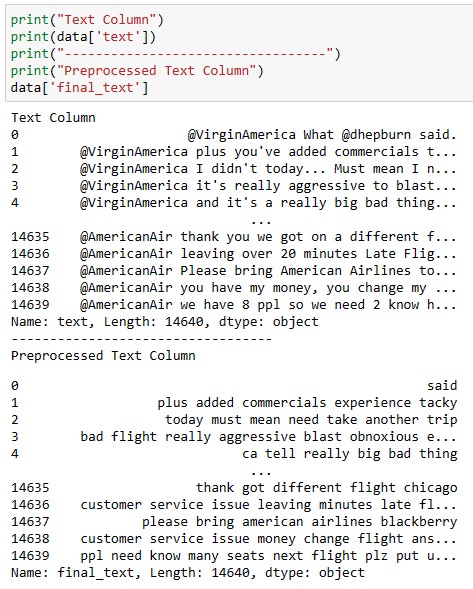 print("Text Column")
print(data['text'])
print("---------------------------------")
print("Preprocessed Text Column")
data['final_text']
Text Column
0 @VirginAmerica What @dhepburn said.
1 @VirginAmerica plus you've added commercials t...
2 @VirginAmerica I didn't today... Must mean I n...
3 @VirginAmerica it's really aggressive to blast...
4 @VirginAmerica and it's a really big bad thing...
...
14635 @AmericanAir thank you we got on a different f...
14636 @AmericanAir leaving over 20 minutes Late Flig...
14637 @AmericanAir Please bring American Airlines to...
14638 @AmericanAir you have my money, you change my ...
14639 @AmericanAir we have 8 ppl so we need 2 know h...
Name: text, Length: 14640, dtype: object
---------------------------------
Preprocessed Text Column
0 said
1 plus added commercials experience tacky
2 today must mean need take another trip
3 bad flight really aggressive blast obnoxious e...
4 ca tell really big bad thing
...
14635 thank got different flight chicago
14636 customer service issue leaving minutes late fl...
14637 please bring american airlines blackberry
14638 customer service issue money change flight ans...
14639 ppl need know many seats next flight plz put u...
Name: final_text, Length: 14640, dtype: object